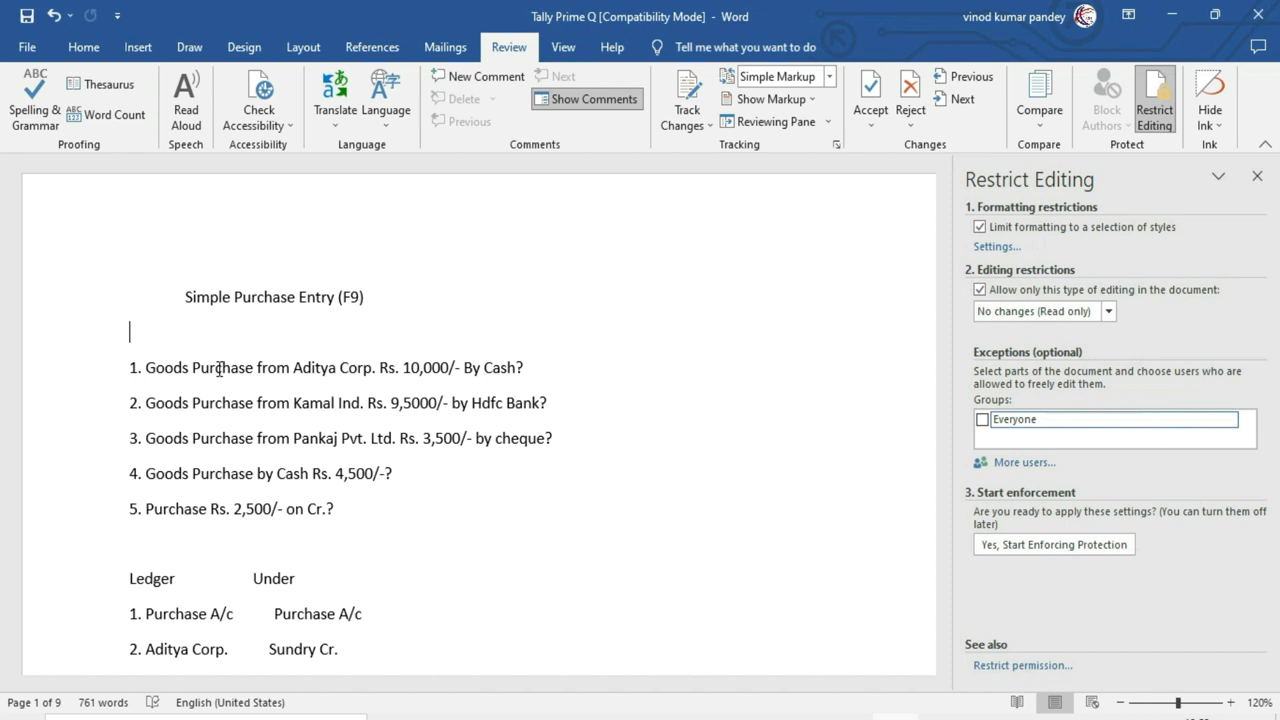 Tally Prime Q [Compatibility Mode] - Word
vinod kumar pandey
File Home Insert Draw Design Layout References Mailings Review View Help Tell me what you want to do
ABC Spelling & Grammar
Thesaurus
ABC 123 Word Count
Proofing
Read Aloud
Speech
Check Accessibility
Accessibility
Translate
Language
Language
New Comment
Delete
Previous
Next
Show Comments
Comments
Track Changes
Simple Markup
Show Markup
Reviewing Pane
Tracking
Accept
Reject
Previous
Next
Changes
Compare
Compare
Block Authors
Restrict Editing
Protect
Hide Ink
Ink
Simple Purchase Entry (F9)
1. Goods Purchase from Aditya Corp. Rs. 10,000/- By Cash?
2. Goods Purchase from Kamal Ind. Rs. 9,5000/- by Hdfc Bank?
3. Goods Purchase from Pankaj Pvt. Ltd. Rs. 3,500/- by cheque?
4. Goods Purchase by Cash Rs. 4,500/-?
5. Purchase Rs. 2,500/- on Cr.?
Ledger Under
1. Purchase A/c Purchase A/c
2. Aditya Corp. Sundry Cr.
Restrict Editing
1. Formatting restrictions
Limit formatting to a selection of styles
Settings...
2. Editing restrictions
Allow only this type of editing in the document:
No changes (Read only)
Exceptions (optional)
Select parts of the document and choose users who are
allowed to freely edit them.
Groups:
Everyone
More users...
3. Start enforcement
Are you ready to apply these settings? (You can turn them off
later)
Yes, Start Enforcing Protection
See also
Restrict permission...
Page 1 of 9 761 words English (United States) 120%